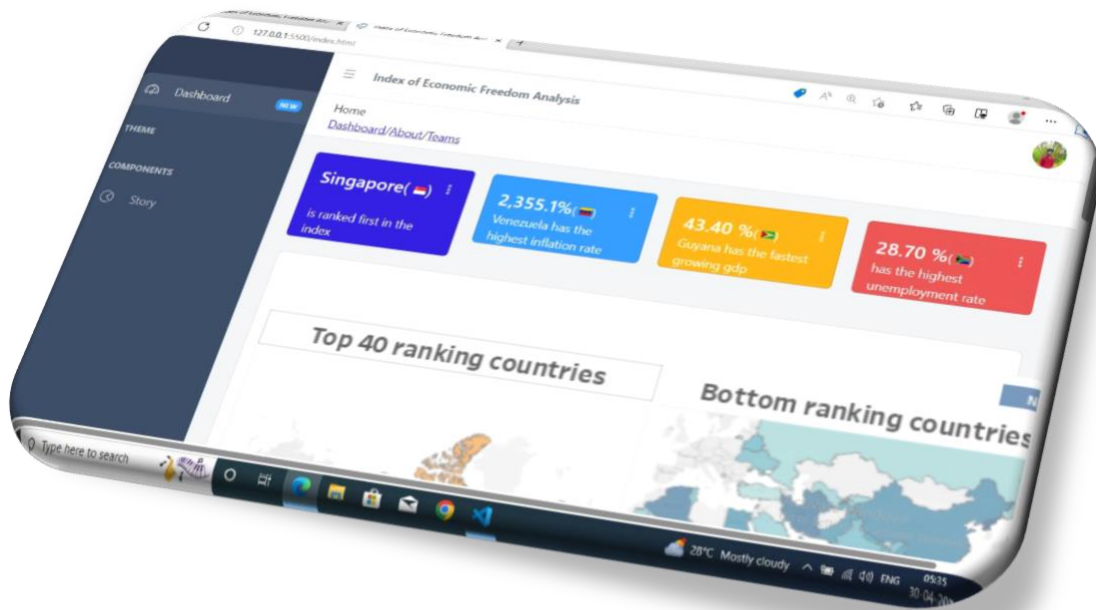 127.0.0.1:5500/index.html
Index of Economic Freedom Analysis
Dashboard
NEW
THEME
COMPONENTS
Story
Home
Dashboard/About/Teams
Singapore( )
is ranked first in the
index
2,355.1%( )
Venezuela has the
highest inflation rate
43.40 %( )
Guyana has the fastest
growing gdp
28.70 %( )
has the highest
unemployment rate
Top 40 ranking countries
Bottom ranking countries
Type here to search
28°C Mostly cloudy
ENG
05:35
30-04-20